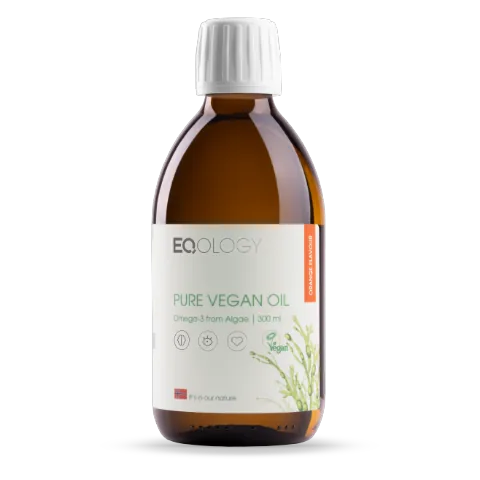 EQOLOGY
ORANGE FLAVOUR
PURE VEGAN OIL
Omega-3 from Algae | 300 ml
Vegan
It's in our nature